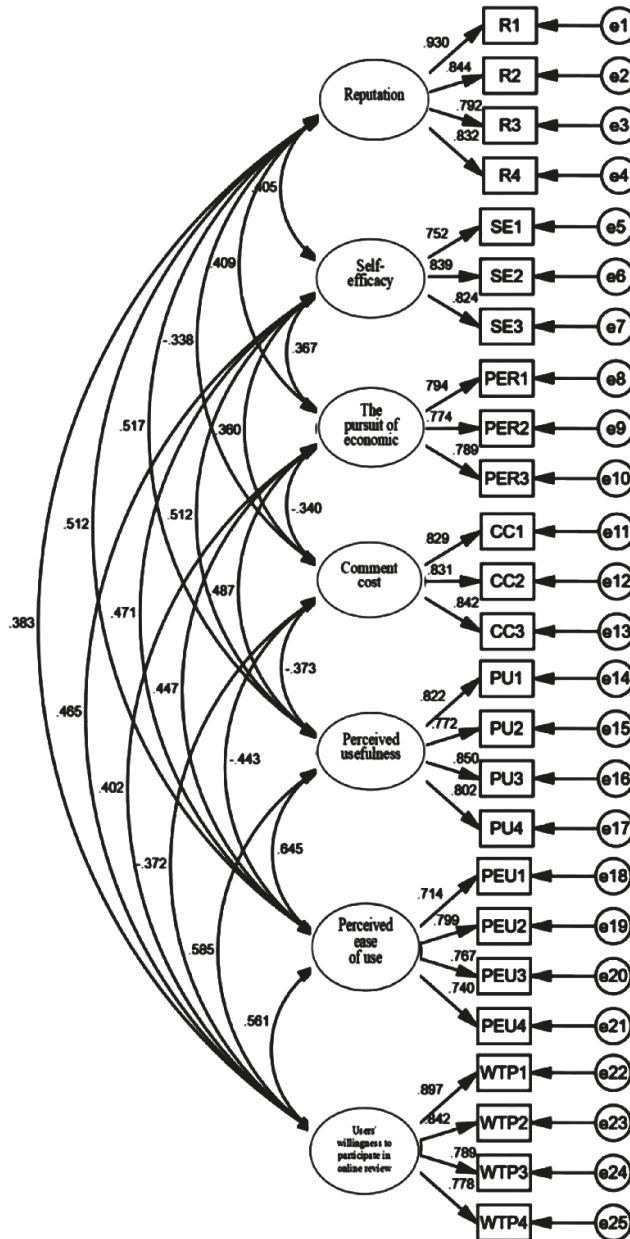 R1
e1
.930
R2
e2
.844
Reputation
R3
e3
.792
R4
e4
.832
.405
SE1
e5
.752
Self-
efficacy
SE2
e6
839
SE3
e7
.824
.409
-.338
.367
PER1
e8
794
The
pursuit of
economic
PER2
e9
.774
PER3
e10
.789
.517
.360
.512
.512
-.340
CC1
e11
.829
Comment
cost
CC2
e12
.831
CC3
e13
.842
.383
.471
.487
-.373
PU1
e14
.822
Perceived
usefulness
PU2
e15
.772
PU3
e16
.850
PU4
e17
.802
.465
.447
.402
-.443
-.372
.645
PEU1
e18
.714
Perceived
ease
of use
PEU2
e19
.799
PEU3
e20
.767
PEU4
e21
.740
.585
.561
WTP1
e22
.897
Users'
willingness to
participate in
online review
WTP2
e23
.842
WTP3
e24
.789
WTP4
e25
.778